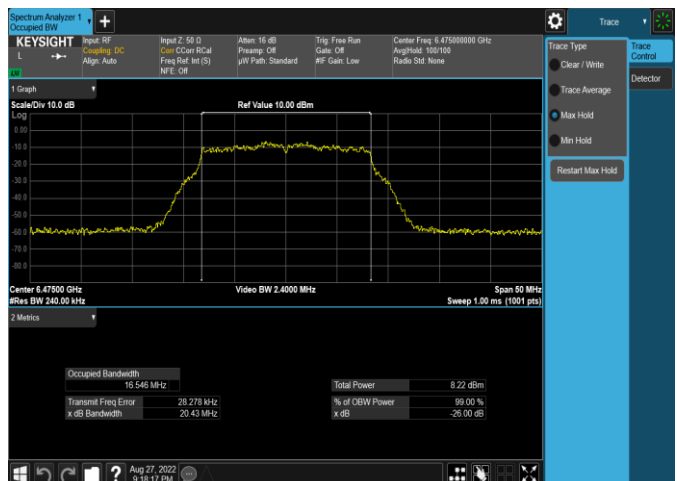 Spectrum Analyzer 1
Occupied BW
Trace
KEYSIGHT
L
LU
Input: RF
Coupling: DC
Align: Auto
Input Z: 50 Ω
Corr CCorr RCal
Freq Ref: Int (S)
NFE: Off
Atten: 16 dB
Preamp: Off
µW Path: Standard
Trig: Free Run
Gate: Off
#IF Gain: Low
Center Freq: 6.475000000 GHz
Avg|Hold: 100/100
Radio Std: None
1 Graph
Scale/Div 10.0 dB
Ref Value 10.00 dBm
Log
0.00
-10.0
-20.0
-30.0
-40.0
-50.0
-60.0
-70.0
-80.0
Center 6.47500 GHz
#Res BW 240.00 kHz
Video BW 2.4000 MHz
Span 50 MHz
Sweep 1.00 ms (1001 pts)
2 Metrics
Occupied Bandwidth
16.546 MHz
Transmit Freq Error 28.278 kHz
x dB Bandwidth 20.43 MHz
Total Power 8.22 dBm
% of OBW Power 99.00 %
x dB -26.00 dB
Aug 27, 2022
9:18:17 PM
Trace Type
Clear / Write
Trace Average
Max Hold
Min Hold
Restart Max Hold
Trace
Control
Detector